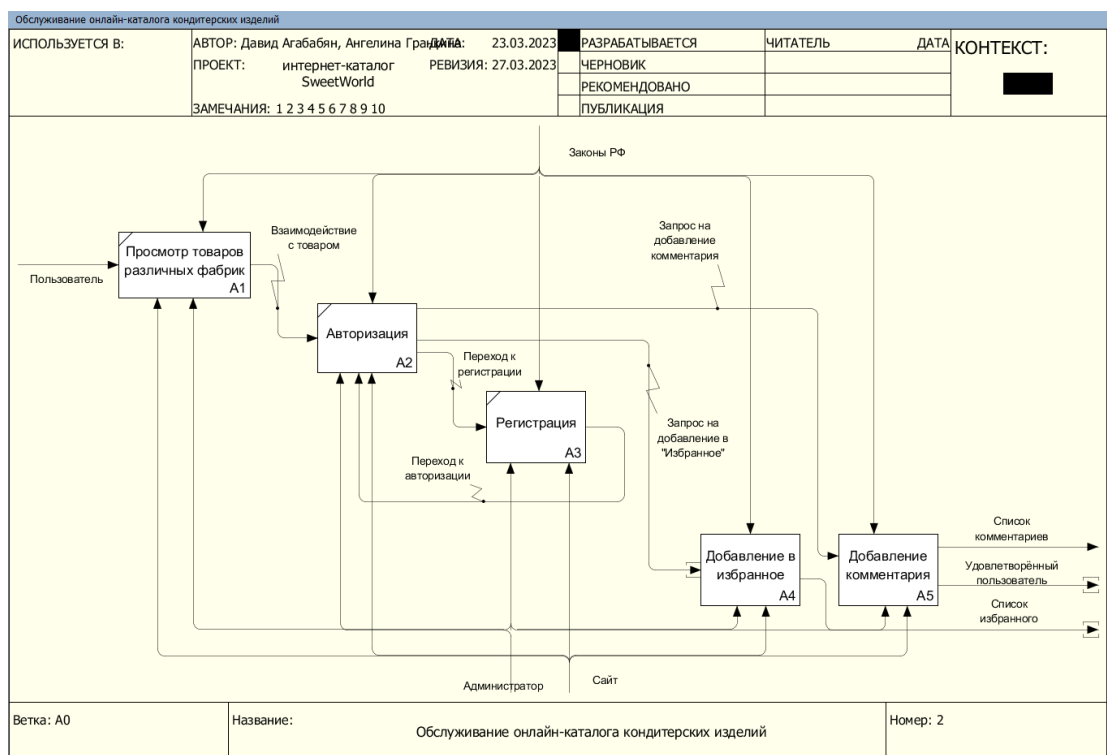 Обслуживание онлайн-каталога кондитерских изделий
ИСПОЛЬЗУЕТСЯ В:
АВТОР: Давид Агабабян, Ангелина
ДАТА: 23.03.2023
РАЗРАБАТЫВАЕТСЯ
ЧИТАТЕЛЬ
ДАТА
КОНТЕКСТ:
ПРОЕКТ: интернет-каталог
SweetWorld
РЕВИЗИЯ: 27.03.2023
ЧЕРНОВИК
РЕКОМЕНДОВАНО
ЗАМЕЧАНИЯ: 1 2 3 4 5 6 7 8 9 10
ПУБЛИКАЦИЯ
Законы РФ
Пользователь
Просмотр товаров
различных фабрик
A1
Взаимодействие
с товаром
Запрос на
добавление
комментария
Авторизация
A2
Переход к
регистрации
Регистрация
A3
Запрос на
добавление в
"Избранное"
Переход к
авторизации
Добавление в
избранное
A4
Добавление
комментария
A5
Список
комментариев
Удовлетворённый
пользователь
Список
избранного
Администратор
Сайт
Ветка: A0
Название:
Обслуживание онлайн-каталога кондитерских изделий
Номер: 2